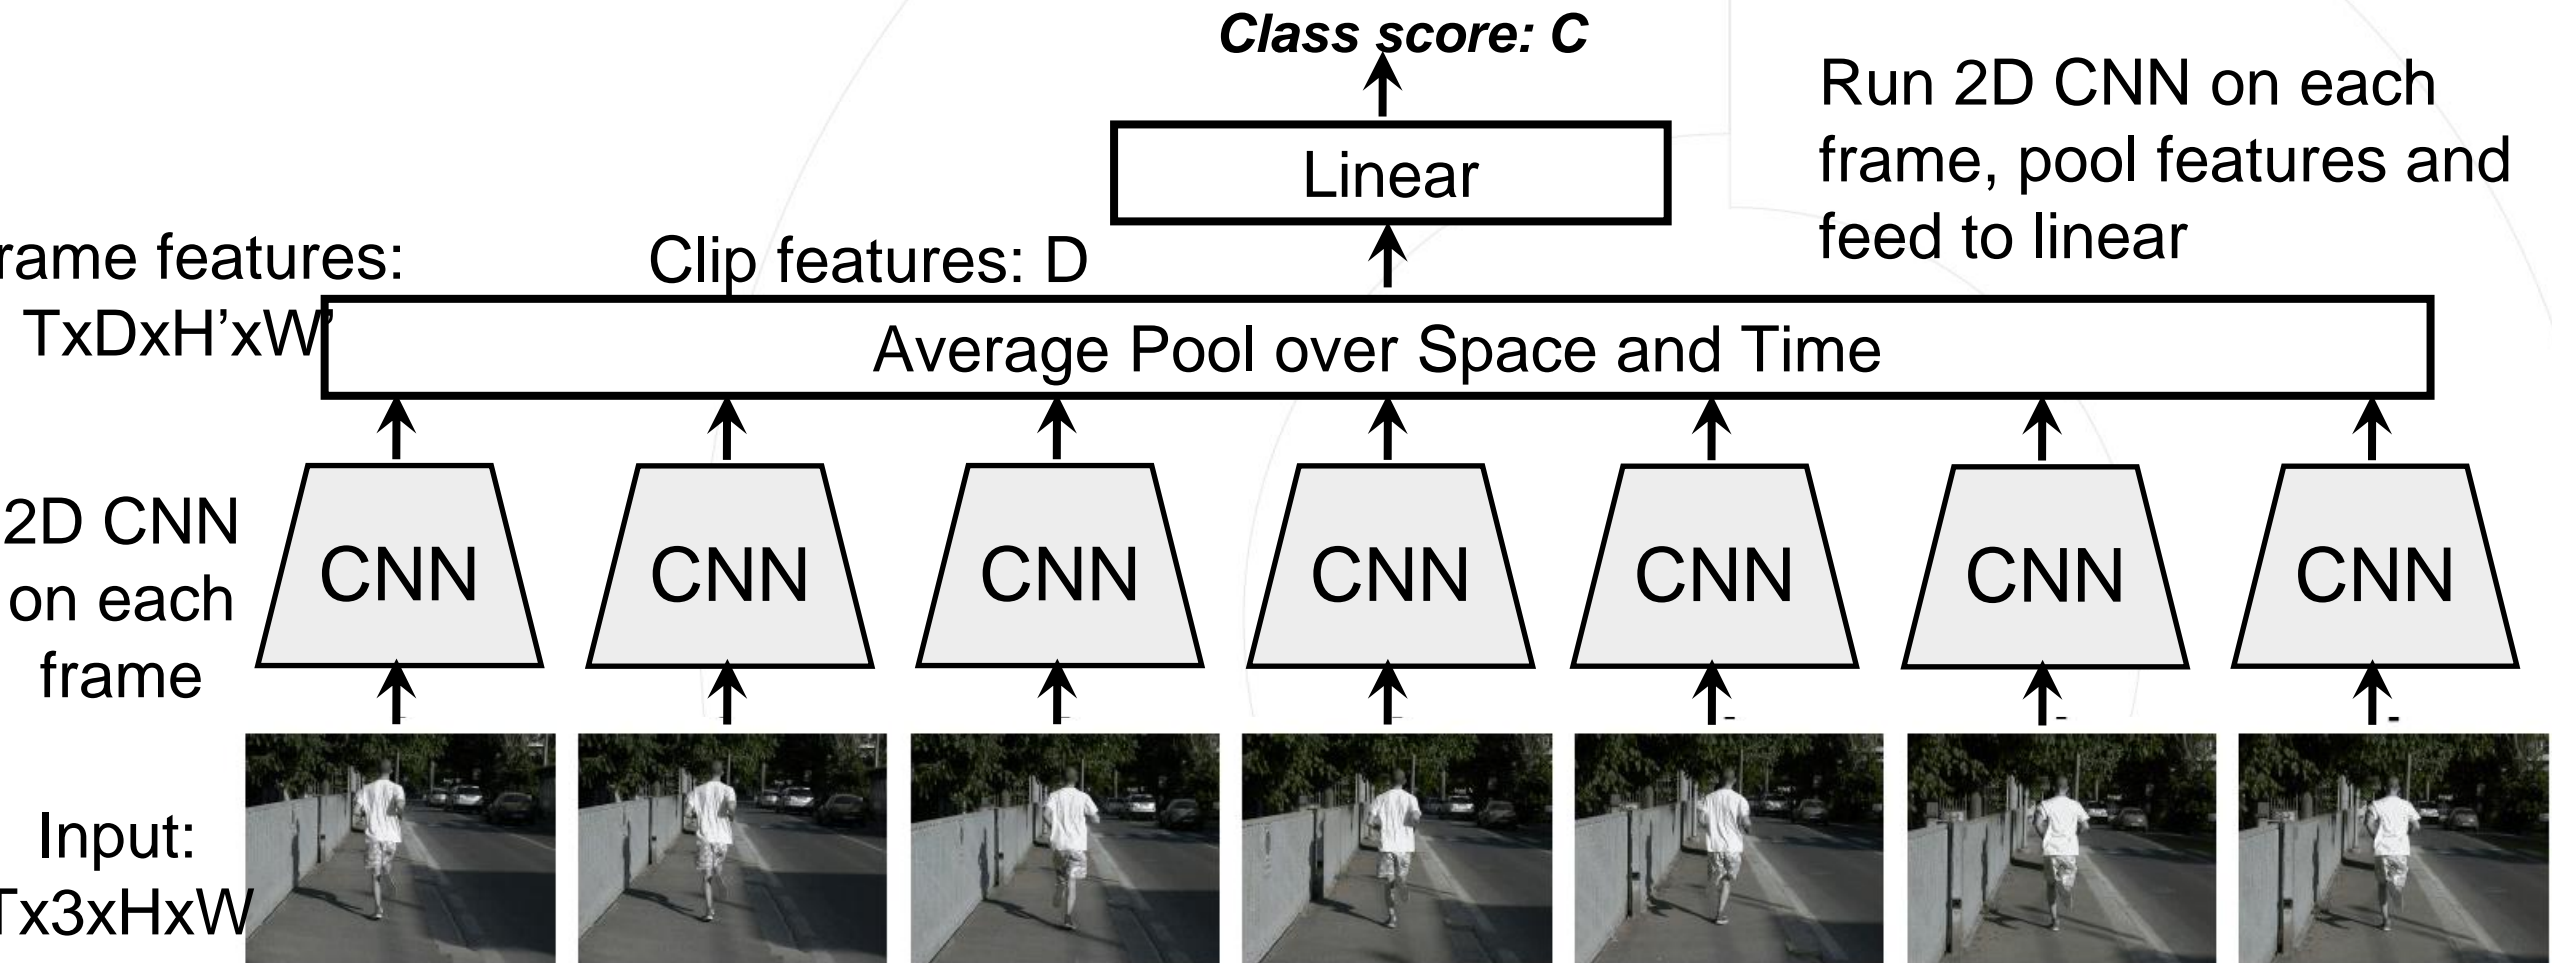 Class score: C
Linear
Run 2D CNN on each
frame, pool features and
feed to linear
rame features:
TxDxH'xW'
Clip features: D
Average Pool over Space and Time
2D CNN
on each
frame
CNN
CNN
CNN
CNN
CNN
CNN
CNN
Input:
Tx3xHxW